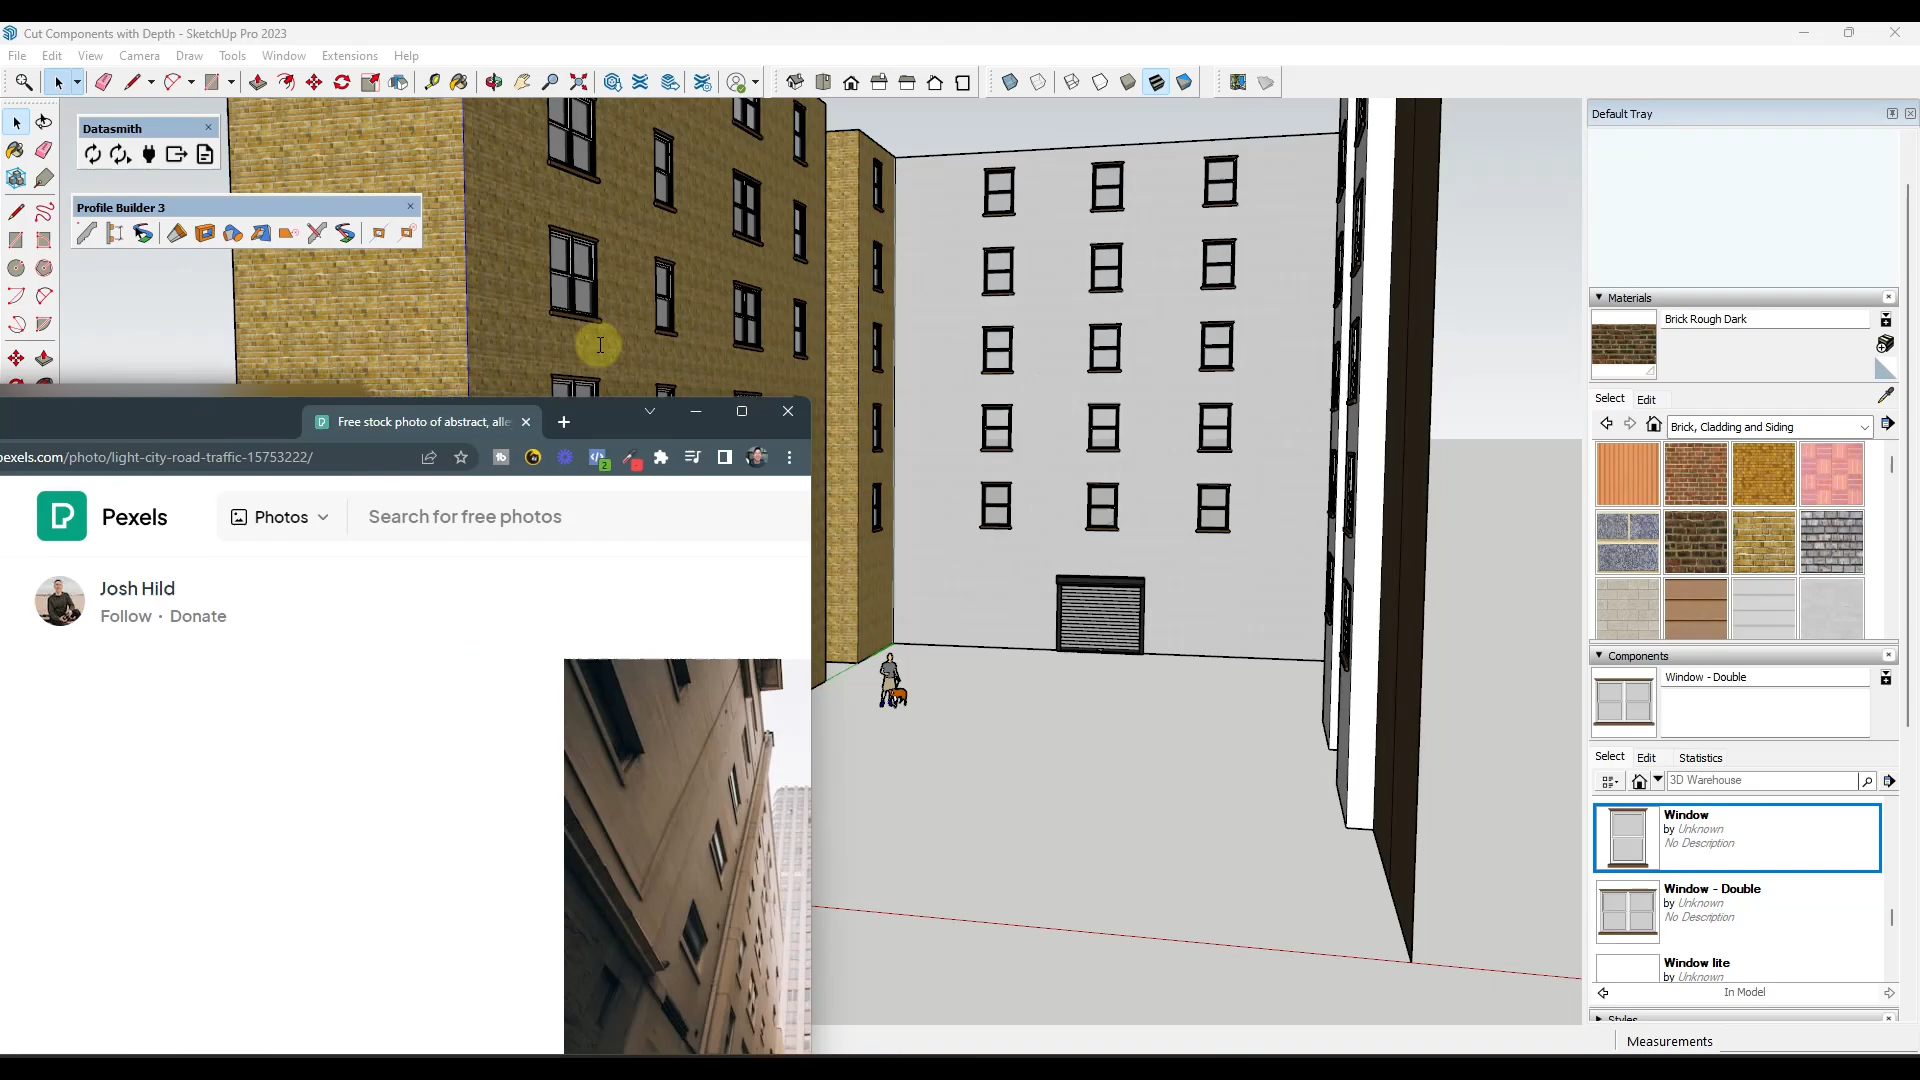 Cut Components with Depth - SketchUp Pro 2023
File Edit View Camera Draw Tools Window Extensions Help
Datasmith
Profile Builder 3
Default Tray
Materials
Brick Rough Dark
Select Edit
Brick, Cladding and Siding
Components
Window - Double
Select Edit Statistics
3D Warehouse
Window
by Unknown
No Description
Window - Double
by Unknown
No Description
Window lite
by Unknown
In Model
Styles
Measurements
Free stock photo of abstract, alle
pexels.com/photo/light-city-road-traffic-15753222/
2
Pexels
Photos
Search for free photos
Josh Hild
Follow • Donate